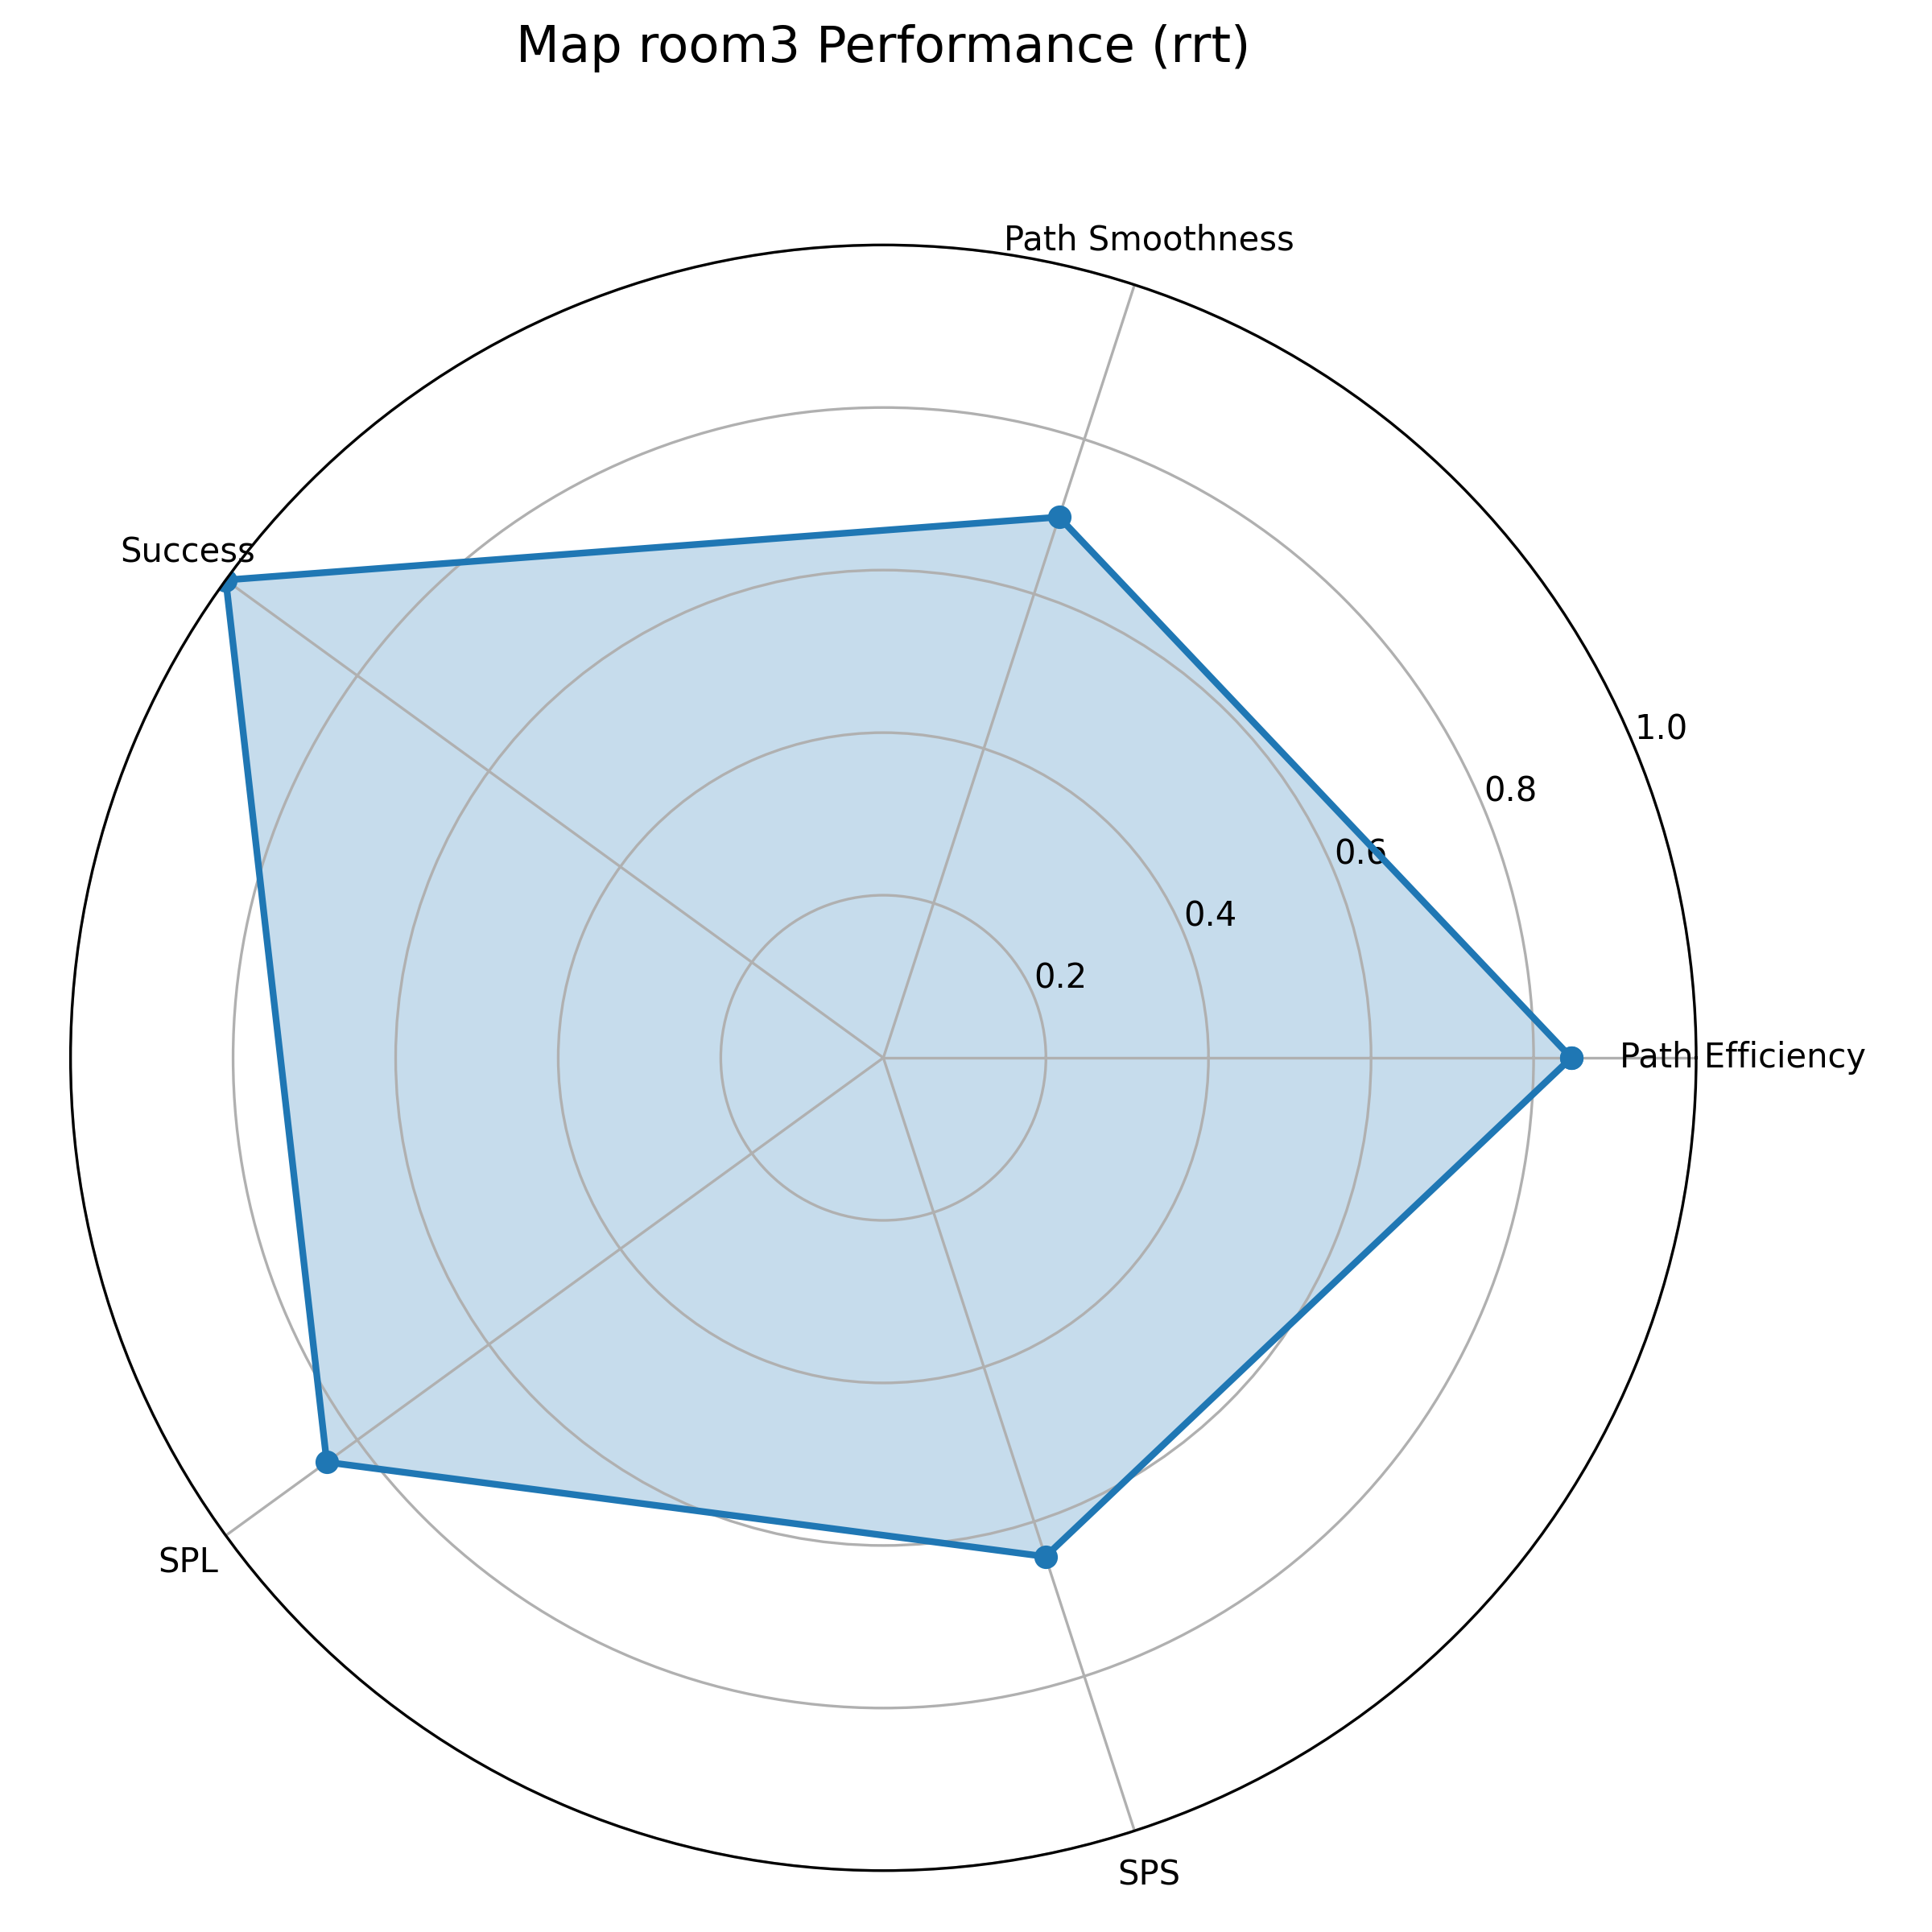 Map room3 Performance (rrt)
Path Smoothness
Success
1.0
0.8
0.6
0.4
0.2
Path Efficiency
SPL
SPS